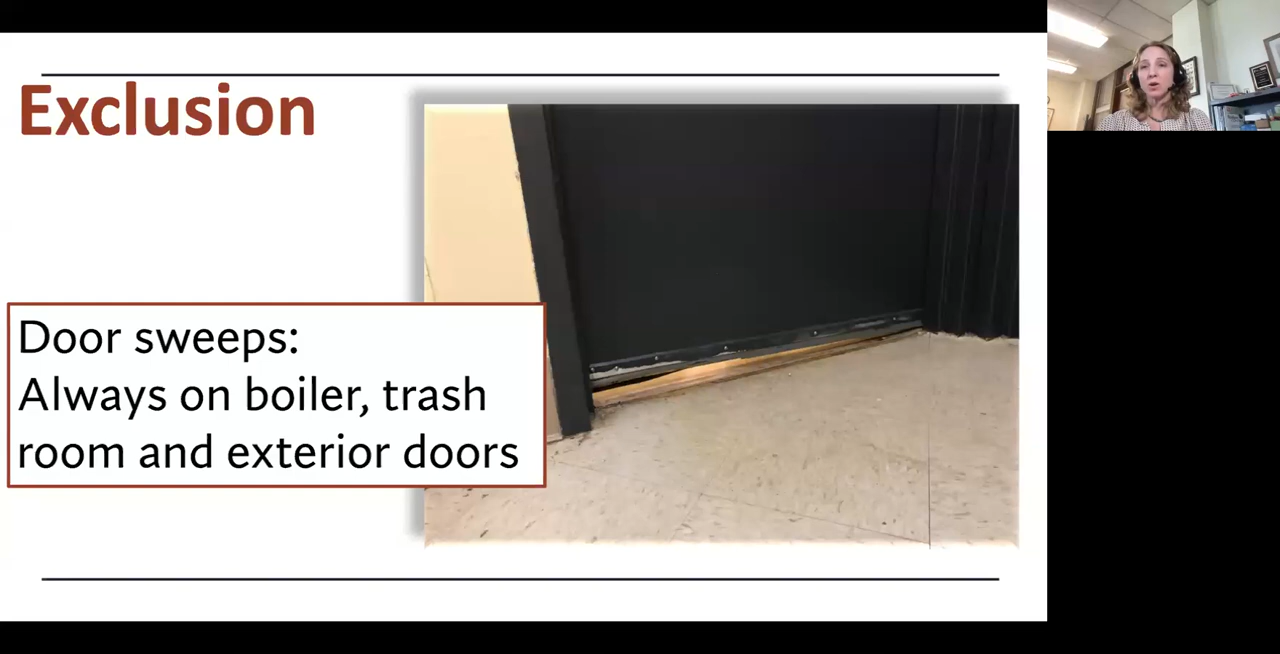 Exclusion
Door sweeps:
Always on boiler, trash
room and exterior doors